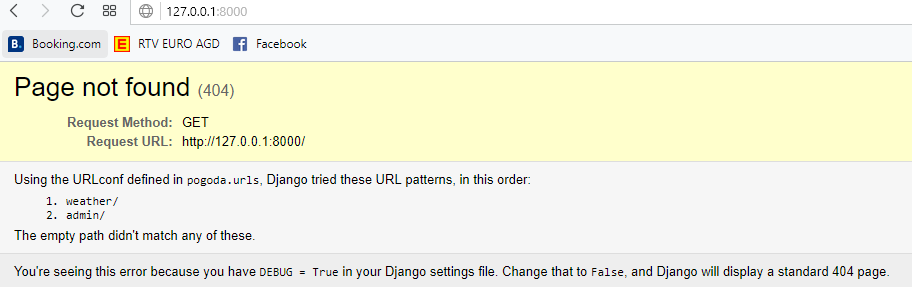 127.0.0.1:8000
B. Booking.com E RTV EURO AGD f Facebook
Page not found (404)
Request Method: GET
Request URL: http://127.0.0.1:8000/
Using the URLconf defined in pogoda.urls, Django tried these URL patterns, in this order:
1. weather/
2. admin/
The empty path didn't match any of these.
You're seeing this error because you have DEBUG = True in your Django settings file. Change that to False, and Django will display a standard 404 page.